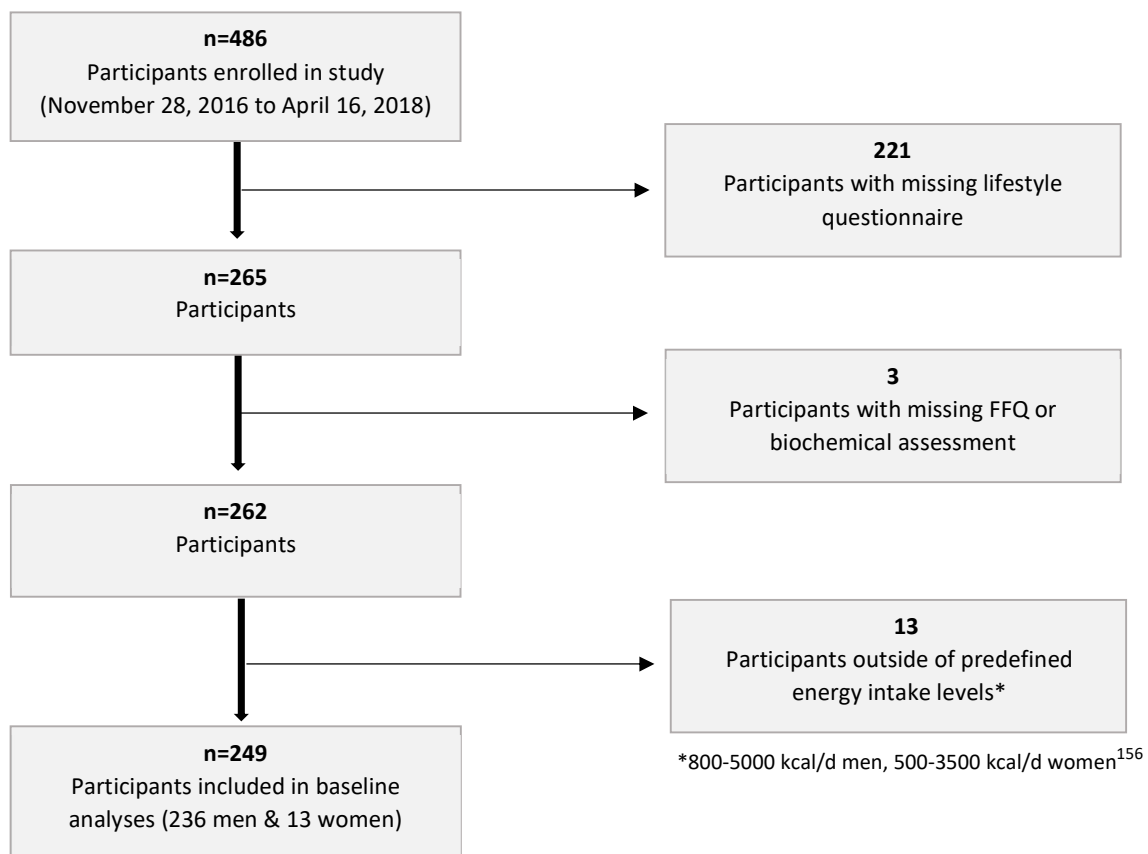 n=486
Participants enrolled in study
(November 28, 2016 to April 16, 2018)
221
Participants with missing lifestyle
questionnaire
n=265
Participants
3
Participants with missing FFQ or
biochemical assessment
n=262
Participants
13
Participants outside of predefined
energy intake levels*
*800-5000 kcal/d men, 500-3500 kcal/d women156
n=249
Participants included in baseline
analyses (236 men & 13 women)